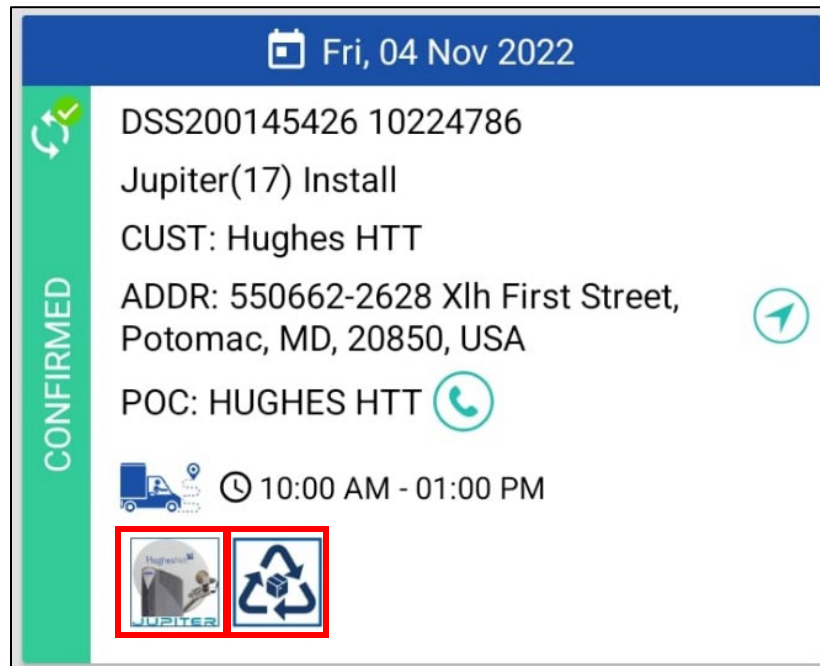 Fri, 04 Nov 2022
CONFIRMED
DSS200145426 10224786
Jupiter(17) Install
CUST: Hughes HTT
ADDR: 550662-2628 Xlh First Street,
Potomac, MD, 20850, USA
POC: HUGHES HTT
10:00 AM - 01:00 PM
HughesNet
JUPITER